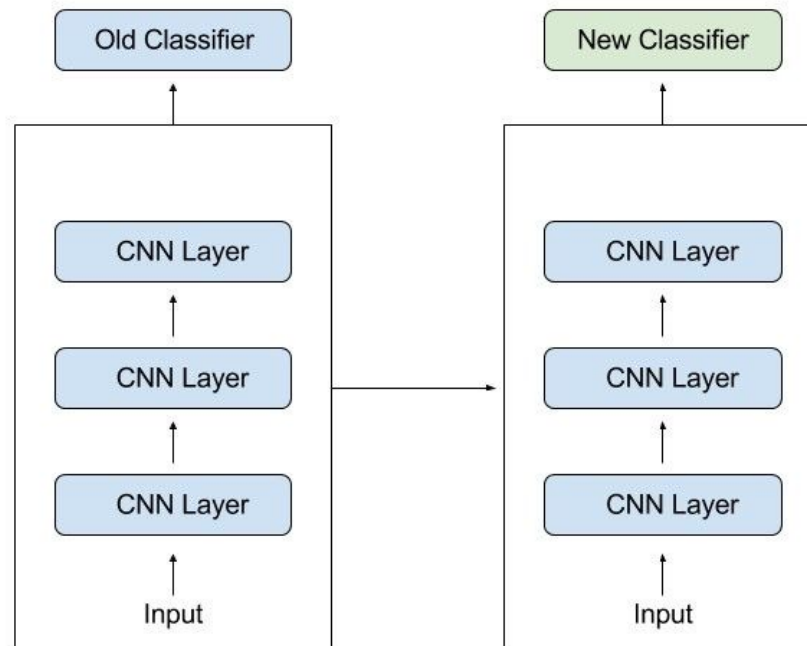 Old Classifier
CNN Layer
CNN Layer
CNN Layer
Input
New Classifier
CNN Layer
CNN Layer
CNN Layer
Input